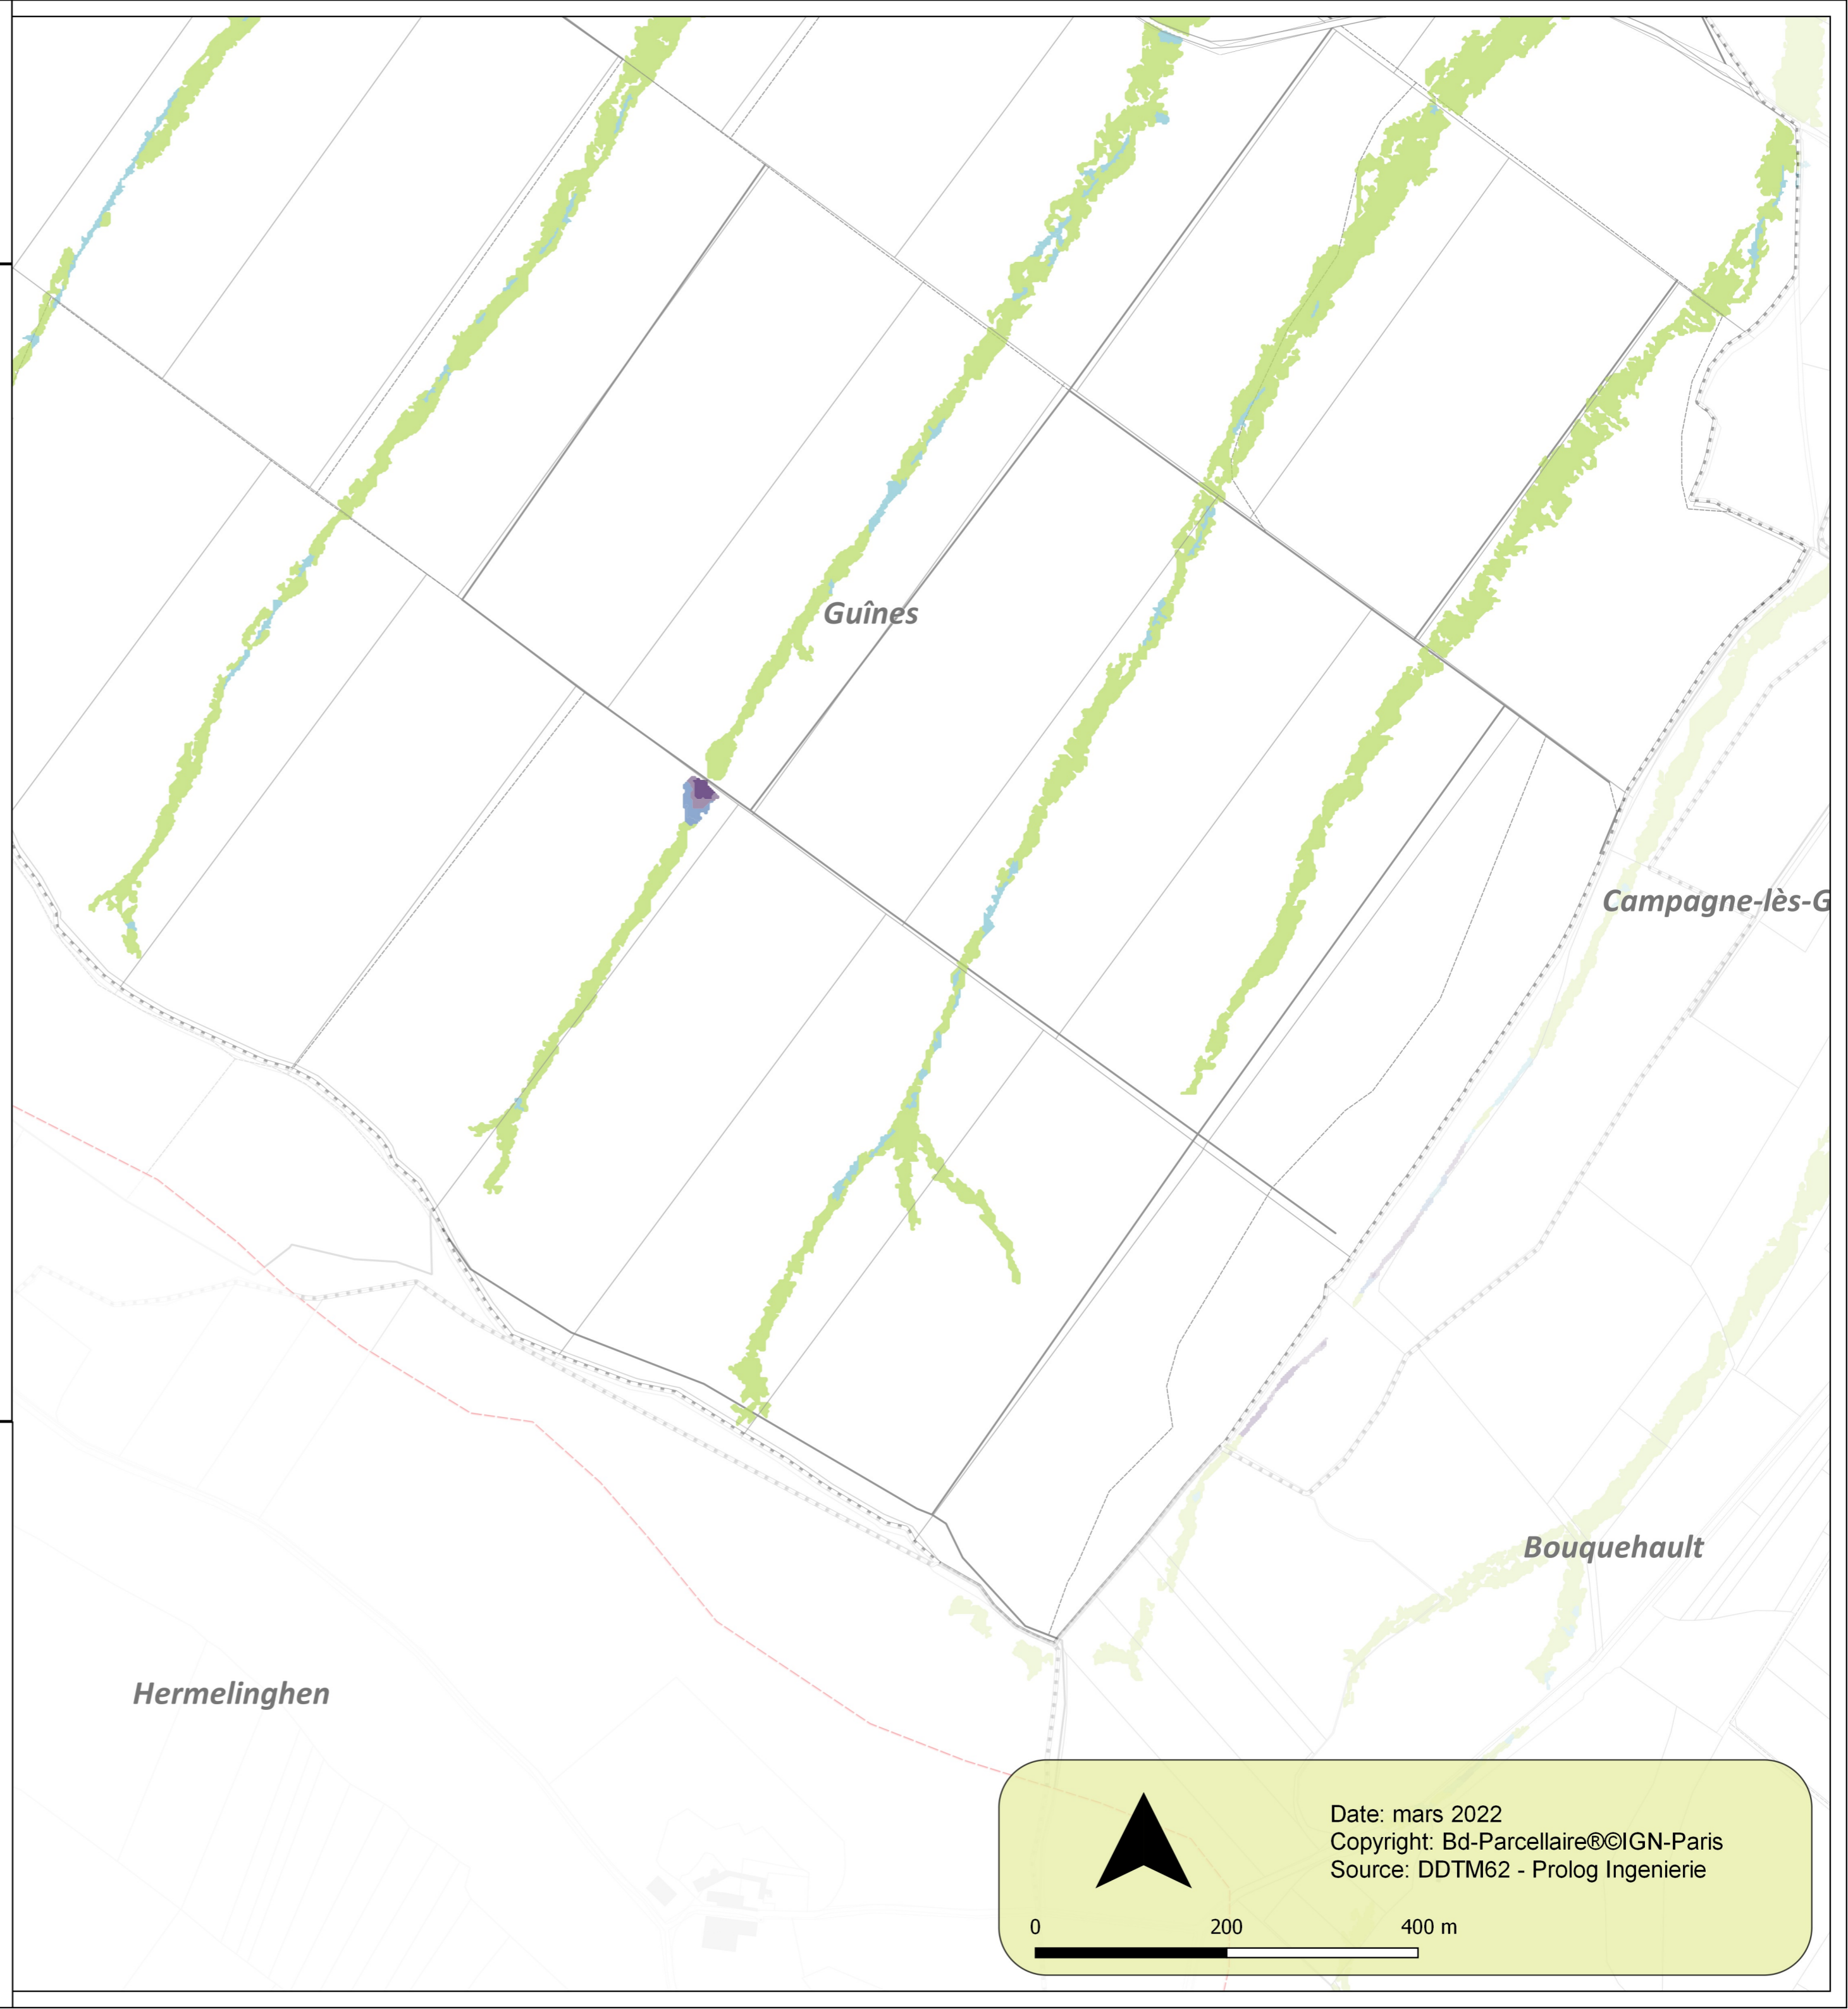 Guînes
Campagne-lès-G
Bouquehault
Hermelinghen
Date: mars 2022
Copyright: Bd-Parcellaire®©IGN-Paris
Source: DDTM62 - Prolog Ingenierie
0 200 400 m